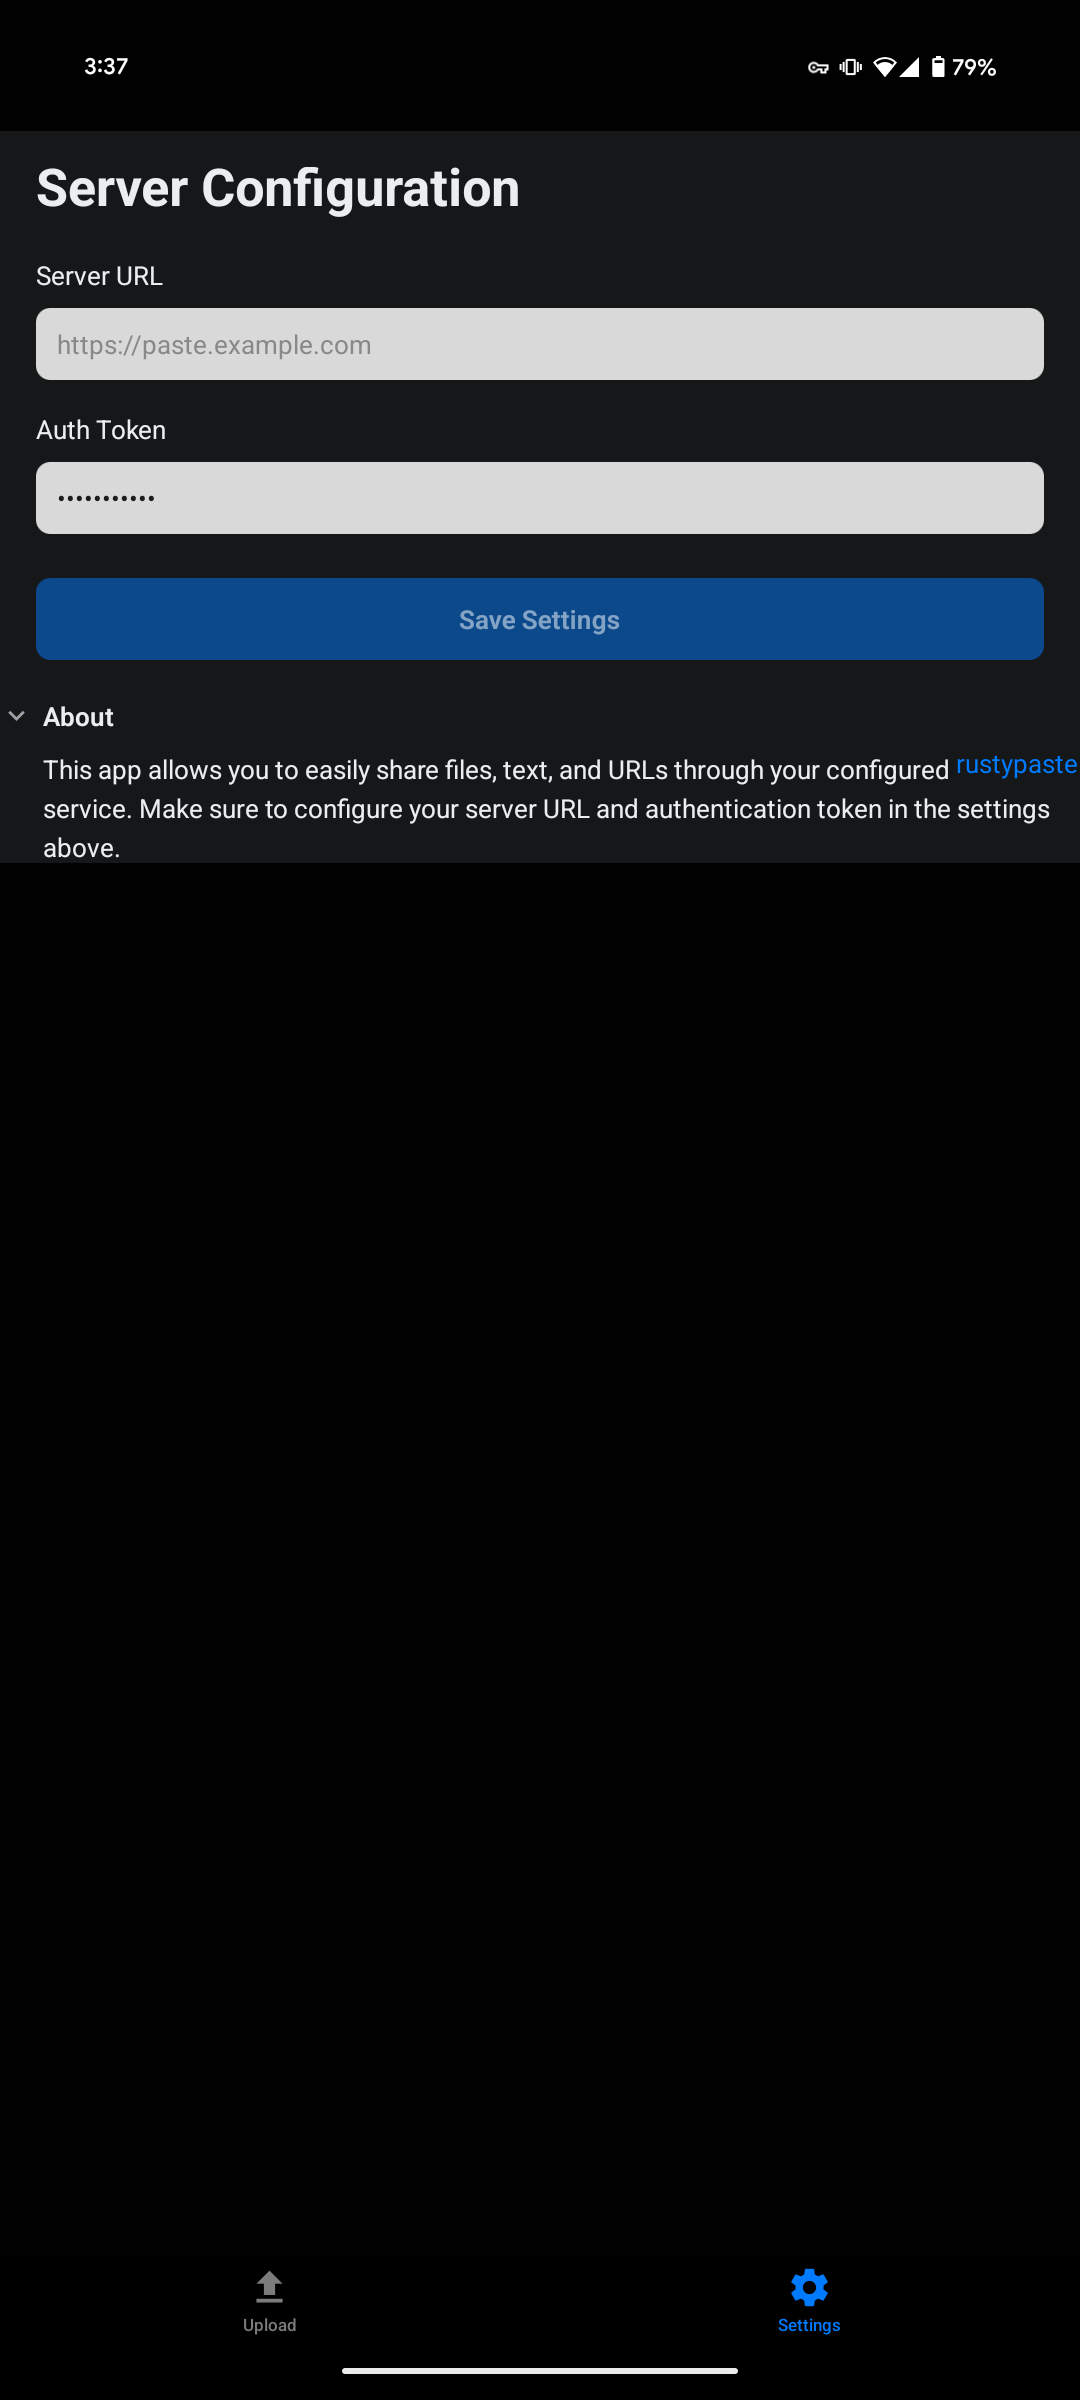 3:37
79%
Server Configuration
Server URL
https://paste.example.com
Auth Token
•••••••••••
Save Settings
About
This app allows you to easily share files, text, and URLs through your configured rustypaste
service. Make sure to configure your server URL and authentication token in the settings
above.
Upload
Settings